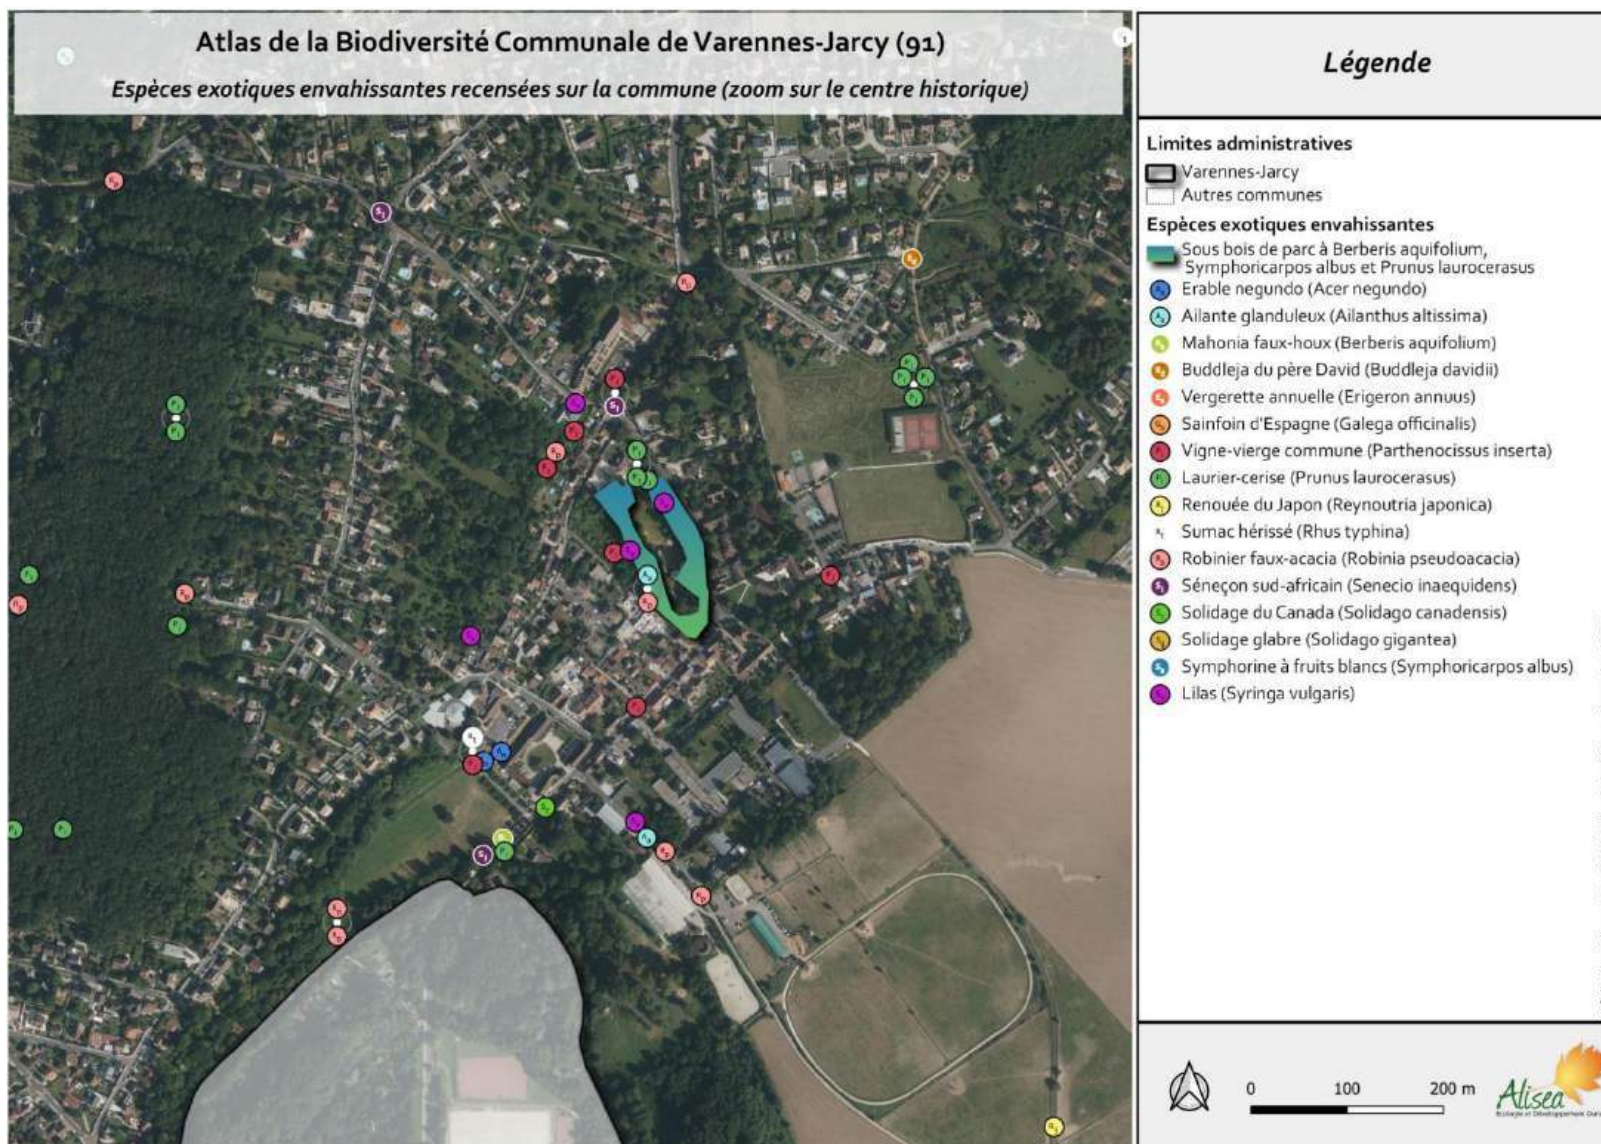 Atlas de la Biodiversité Communale de Varennes-Jarcy (91)
Espèces exotiques envahissantes recensées sur la commune (zoom sur le centre historique)
Légende
Limites administratives
Varennes-Jarcy
Autres communes
Espèces exotiques envahissantes
Sous bois de parc à Berberis aquifolium,
Symphoricarpos albus et Prunus laurocerasus
Erable negundo (Acer negundo)
Ailante glanduleux (Ailanthus altissima)
Mahonia faux-houx (Berberis aquifolium)
Buddleja du père David (Buddleja davidii)
Vergerette annuelle (Erigeron annuus)
Sainfoin d'Espagne (Galega officinalis)
Vigne-vierge commune (Parthenocissus inserta)
Laurier-cerise (Prunus laurocerasus)
Renouée du Japon (Reynoutria japonica)
Sumac hérissé (Rhus typhina)
Robinier faux-acacia (Robinia pseudoacacia)
Séneçon sud-africain (Senecio inaequidens)
Solidage du Canada (Solidago canadensis)
Solidage glabre (Solidago gigantea)
Symphorine à fruits blancs (Symphoricarpos albus)
Lilas (Syringa vulgaris)
0 100 200 m
Alisea